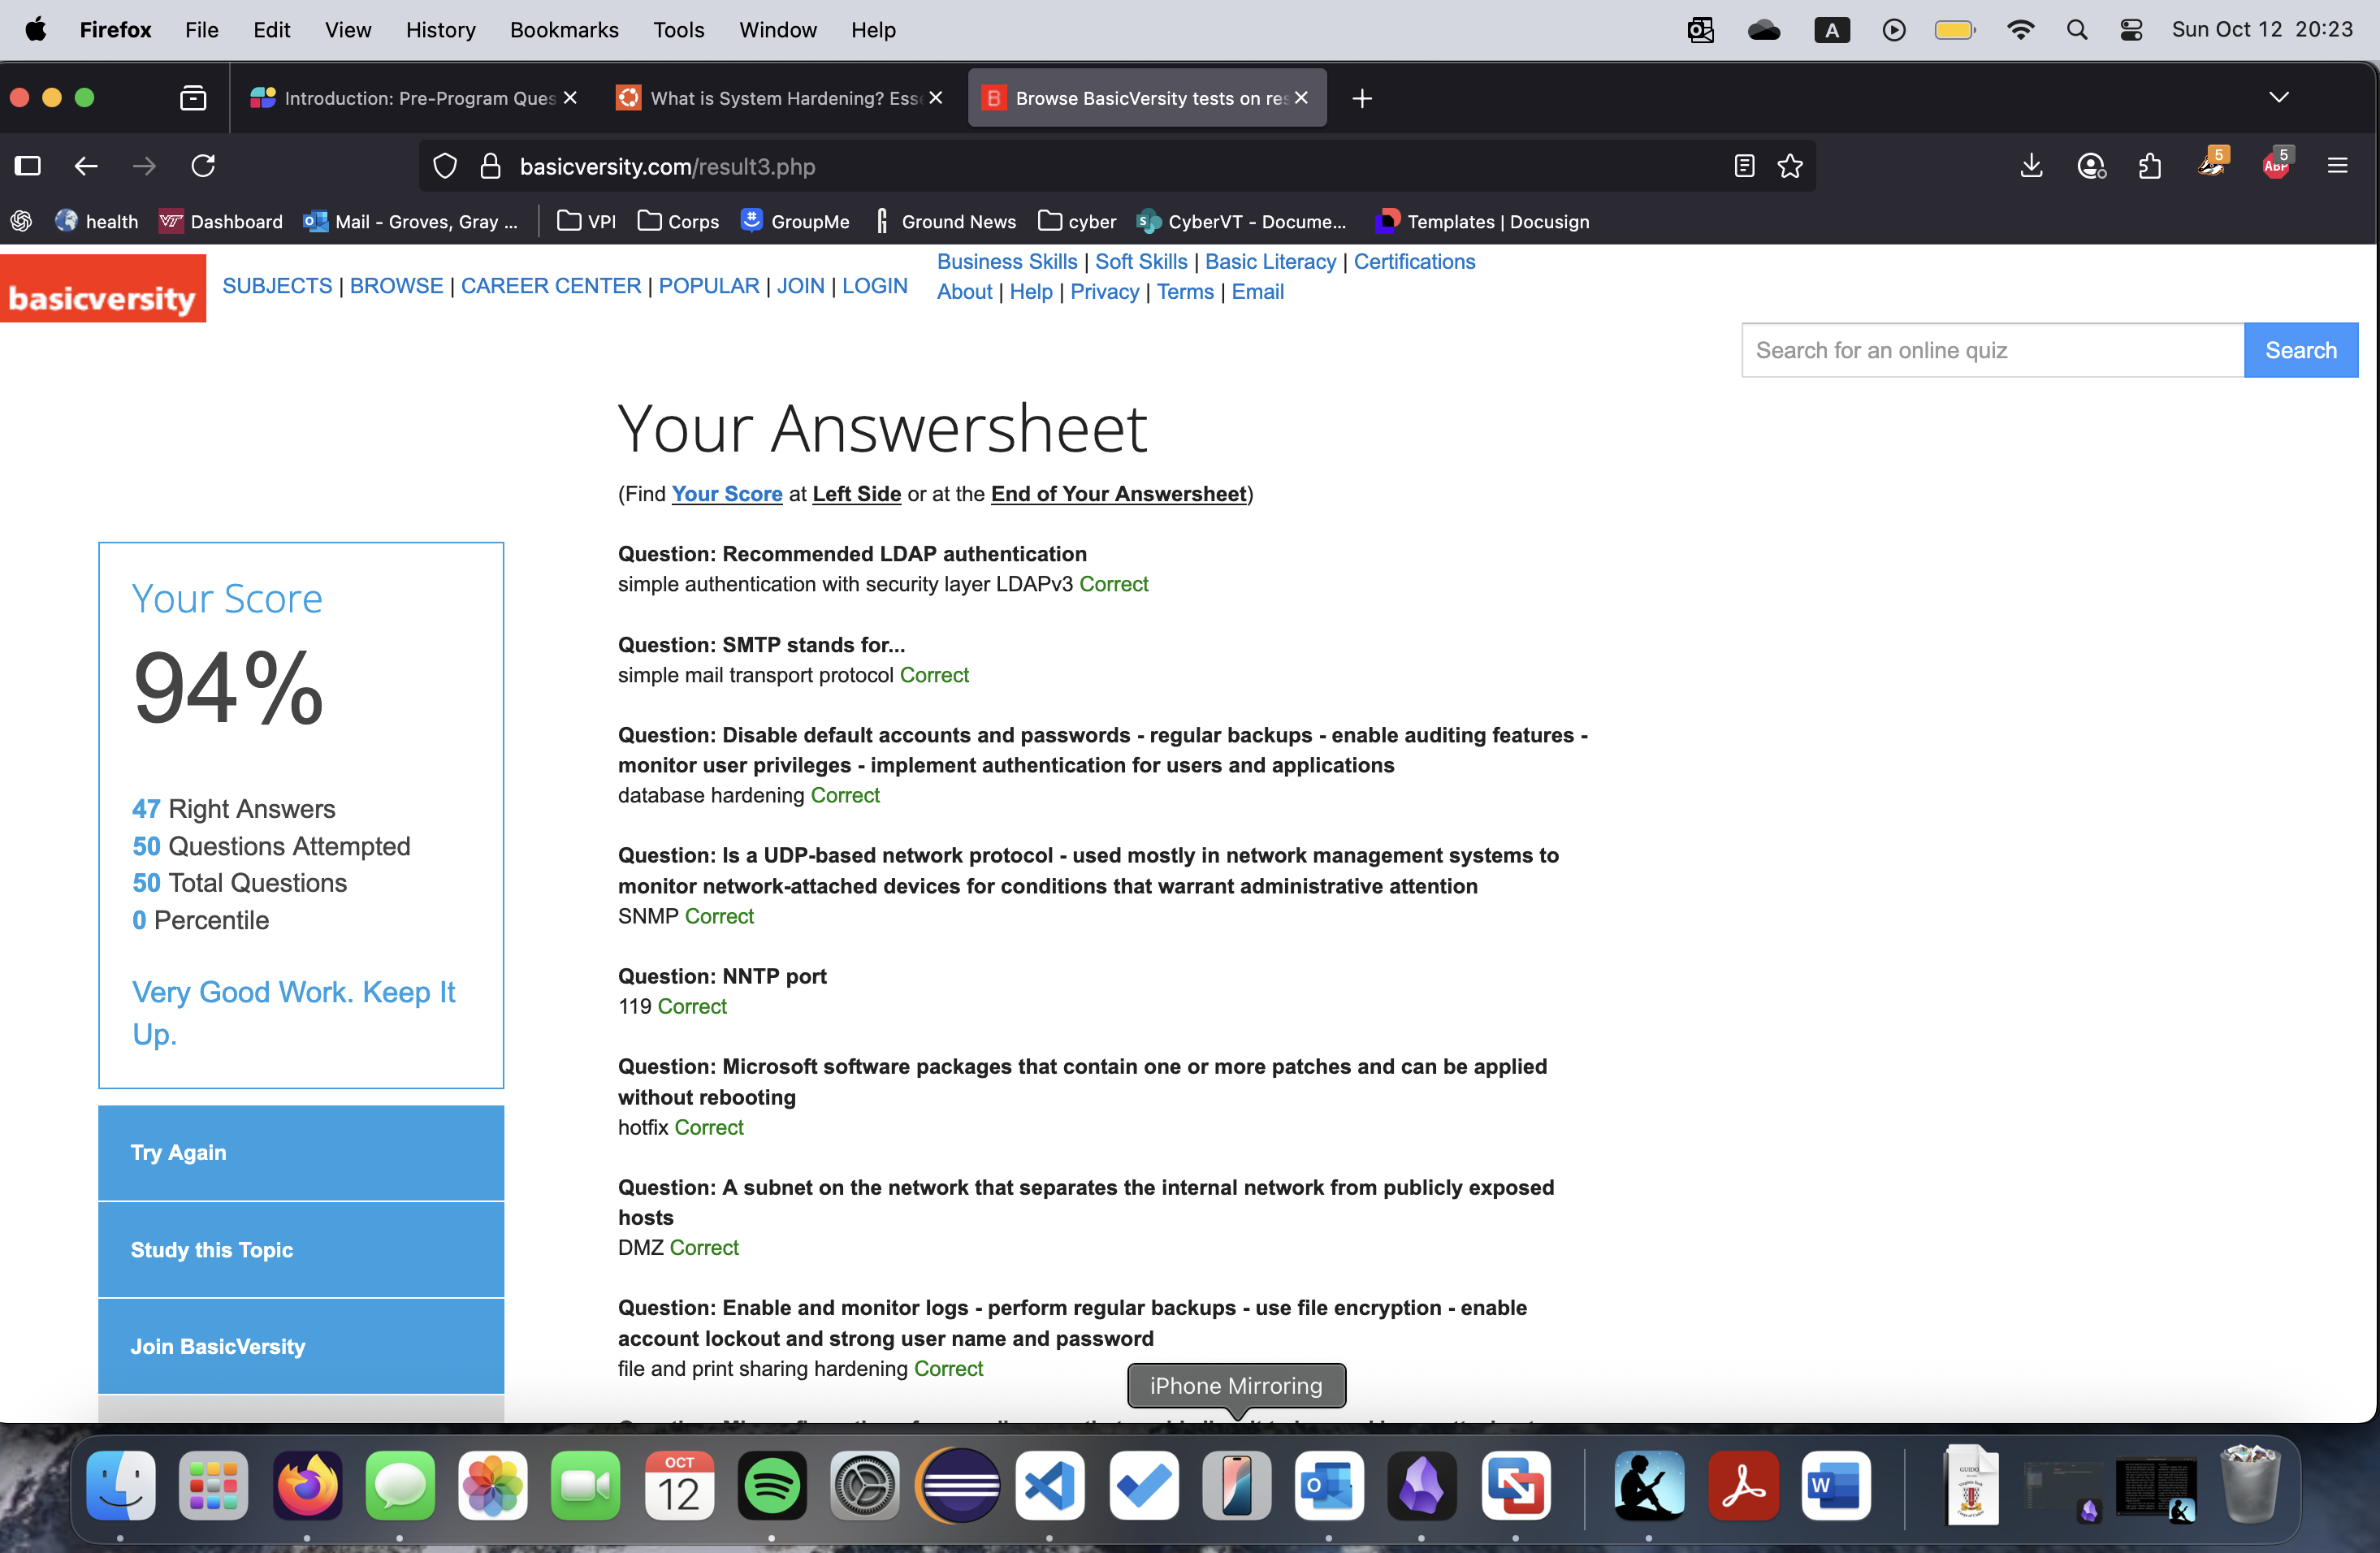 Firefox File Edit View History Bookmarks Tools Window Help A Sun Oct 12 20:23
Introduction: Pre-Program Ques What is System Hardening? Ess B Browse BasicVersity tests on res
basicversity.com/result3.php 5 ABP 5
health VT Dashboard Mail - Groves, Gray ... VPI Corps GroupMe Ground News cyber CyberVT - Docume... Templates | Docusign
basicversity
SUBJECTS | BROWSE | CAREER CENTER | POPULAR | JOIN | LOGIN
Business Skills | Soft Skills | Basic Literacy | Certifications
About | Help | Privacy | Terms | Email
Search for an online quiz Search
Your Answersheet
(Find Your Score at Left Side or at the End of Your Answersheet)
Your Score
94%
47 Right Answers
50 Questions Attempted
50 Total Questions
0 Percentile
Very Good Work. Keep It
Up.
Try Again
Study this Topic
Join BasicVersity
Question: Recommended LDAP authentication
simple authentication with security layer LDAPv3 Correct
Question: SMTP stands for...
simple mail transport protocol Correct
Question: Disable default accounts and passwords - regular backups - enable auditing features -
monitor user privileges - implement authentication for users and applications
database hardening Correct
Question: Is a UDP-based network protocol - used mostly in network management systems to
monitor network-attached devices for conditions that warrant administrative attention
SNMP Correct
Question: NNTP port
119 Correct
Question: Microsoft software packages that contain one or more patches and can be applied
without rebooting
hotfix Correct
Question: A subnet on the network that separates the internal network from publicly exposed
hosts
DMZ Correct
Question: Enable and monitor logs - perform regular backups - use file encryption - enable
account lockout and strong user name and password
file and print sharing hardening Correct
iPhone Mirroring
OCT
12